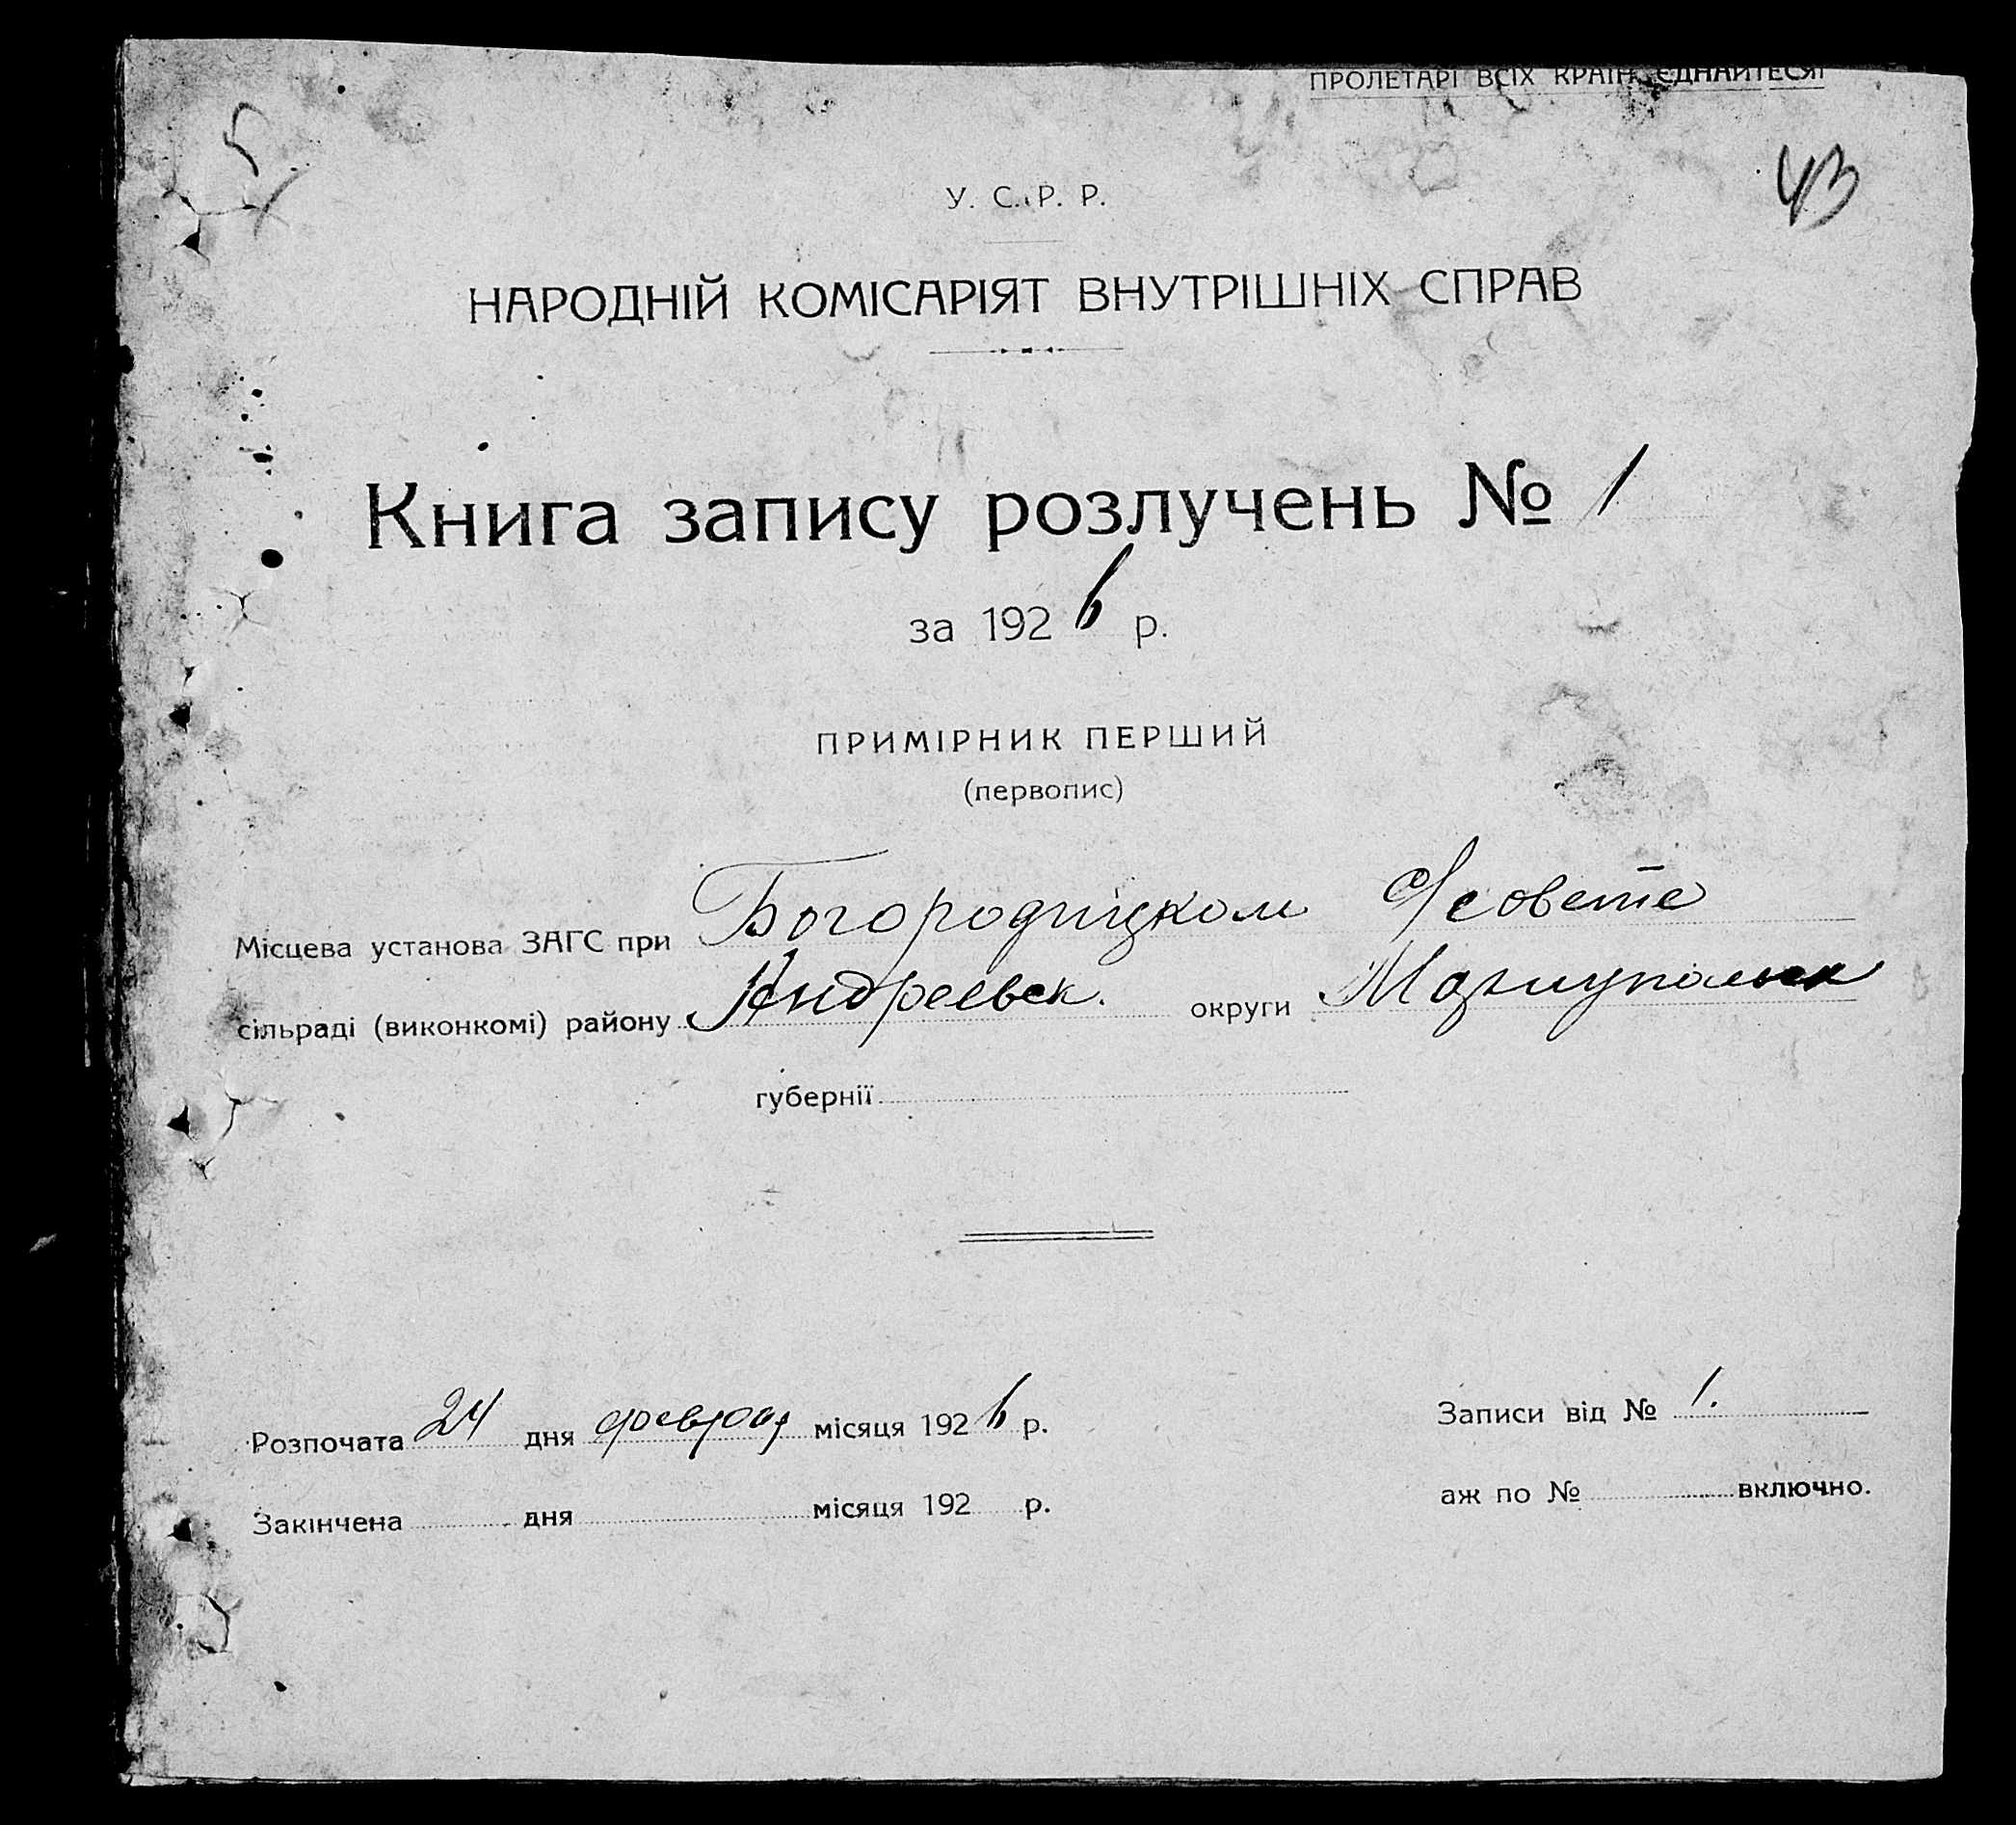 ПРОЛЕТАРІ ВСІХ КРАЇН, ЄДНАЙТЕСЯ!
43
У. С. Р. Р.
НАРОДНІЙ КОМІСАРІЯТ ВНУТРІШНІХ СПРАВ
Книга запису розлучень № 1
за 1926 р.
ПРИМІРНИК ПЕРШИЙ
(первопис)
Місцева установа ЗАГС при Богородицком с/совете
сільраді (виконкомі) району Андреевск. округи Мариупольск
губернії
Розпочата 24 дня февраля місяця 1926 р.
Записи від № 1.
Закінчена дня місяця 192 р.
аж по № включно.